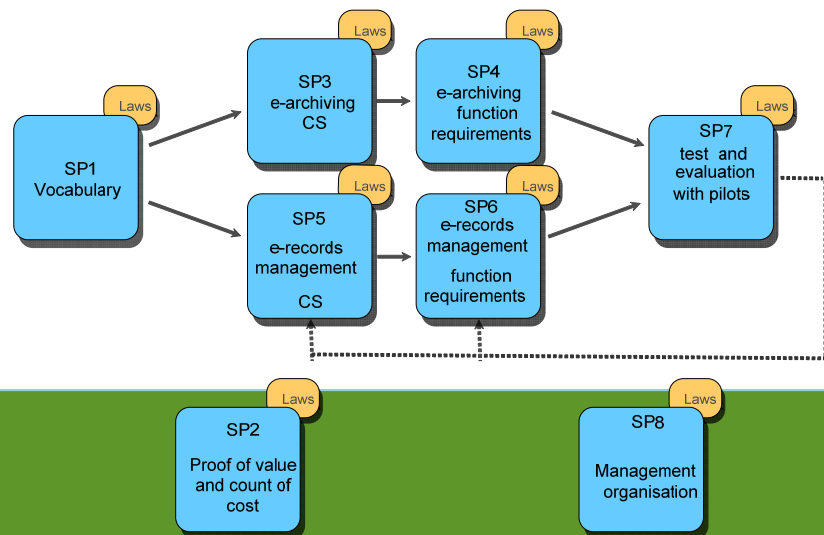 Laws
SP1
Vocabulary
Laws
SP3
e-archiving
CS
Laws
SP4
e-archiving
function
requirements
Laws
SP5
e-records
management
CS
Laws
SP6
e-records
management
function
requirements
Laws
SP7
test and
evaluation
with pilots
Laws
SP2
Proof of value
and count of
cost
Laws
SP8
Management
organisation